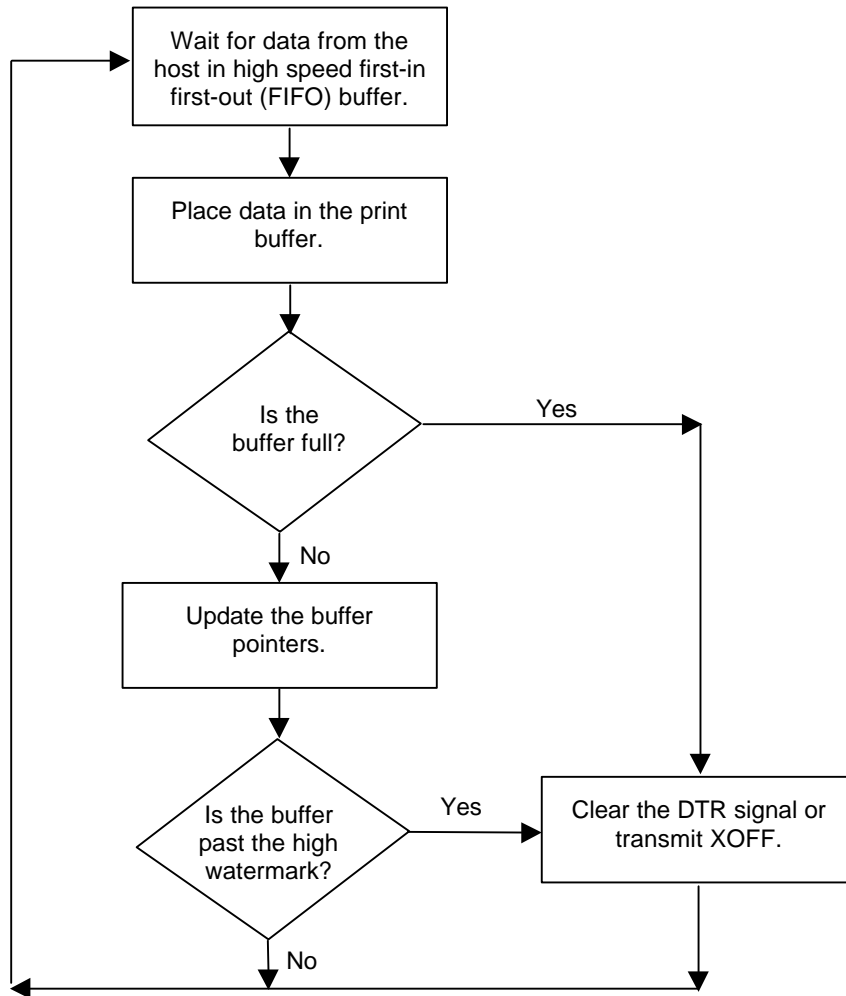 Wait for data from the
host in high speed first-in
first-out (FIFO) buffer.
Place data in the print
buffer.
Is the
buffer full?
Yes
No
Update the buffer
pointers.
Is the buffer
past the high
watermark?
Yes
Clear the DTR signal or
transmit XOFF.
No